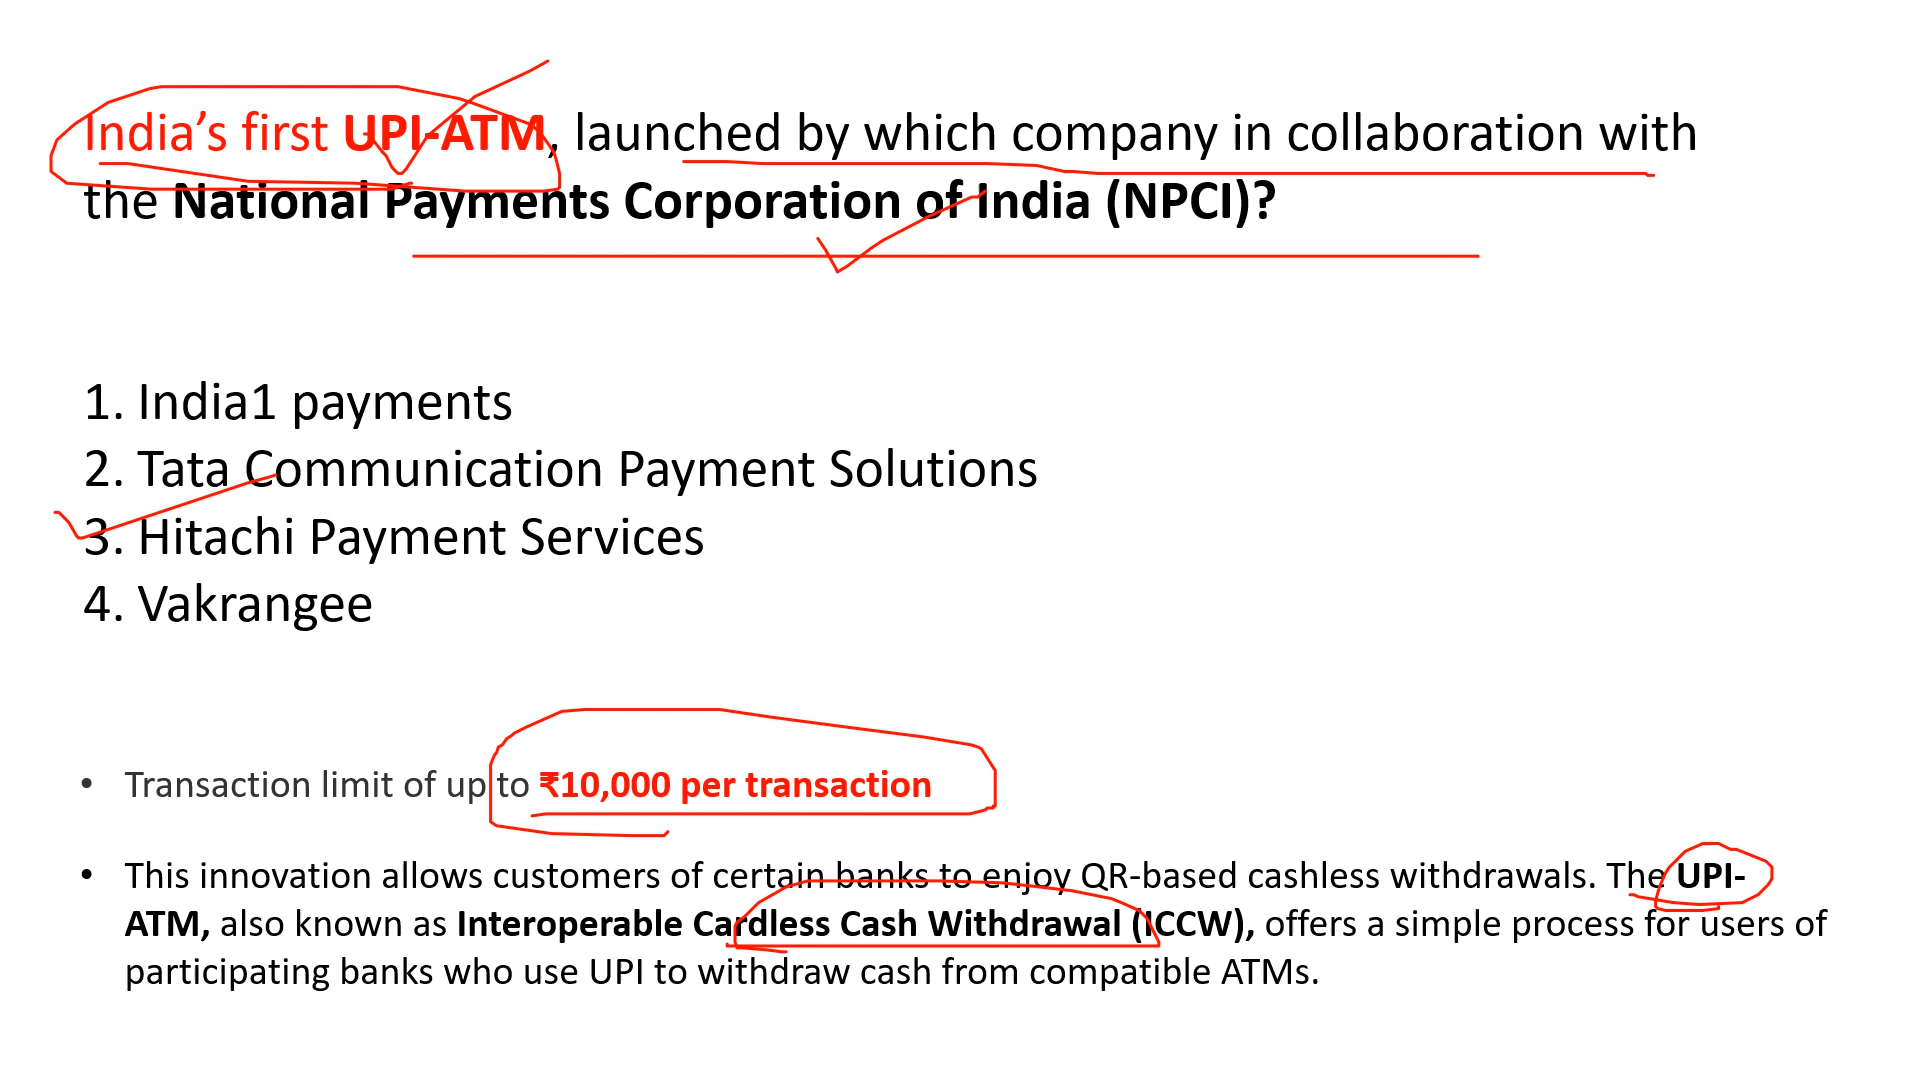 India’s first UPI-ATM, launched by which company in collaboration with
the National Payments Corporation of India (NPCI)?
1. India1 payments
2. Tata Communication Payment Solutions
3. Hitachi Payment Services
4. Vakrangee
• Transaction limit of up to ₹10,000 per transaction
• This innovation allows customers of certain banks to enjoy QR-based cashless withdrawals. The UPI-
ATM, also known as Interoperable Cardless Cash Withdrawal (ICCW), offers a simple process for users of
participating banks who use UPI to withdraw cash from compatible ATMs.